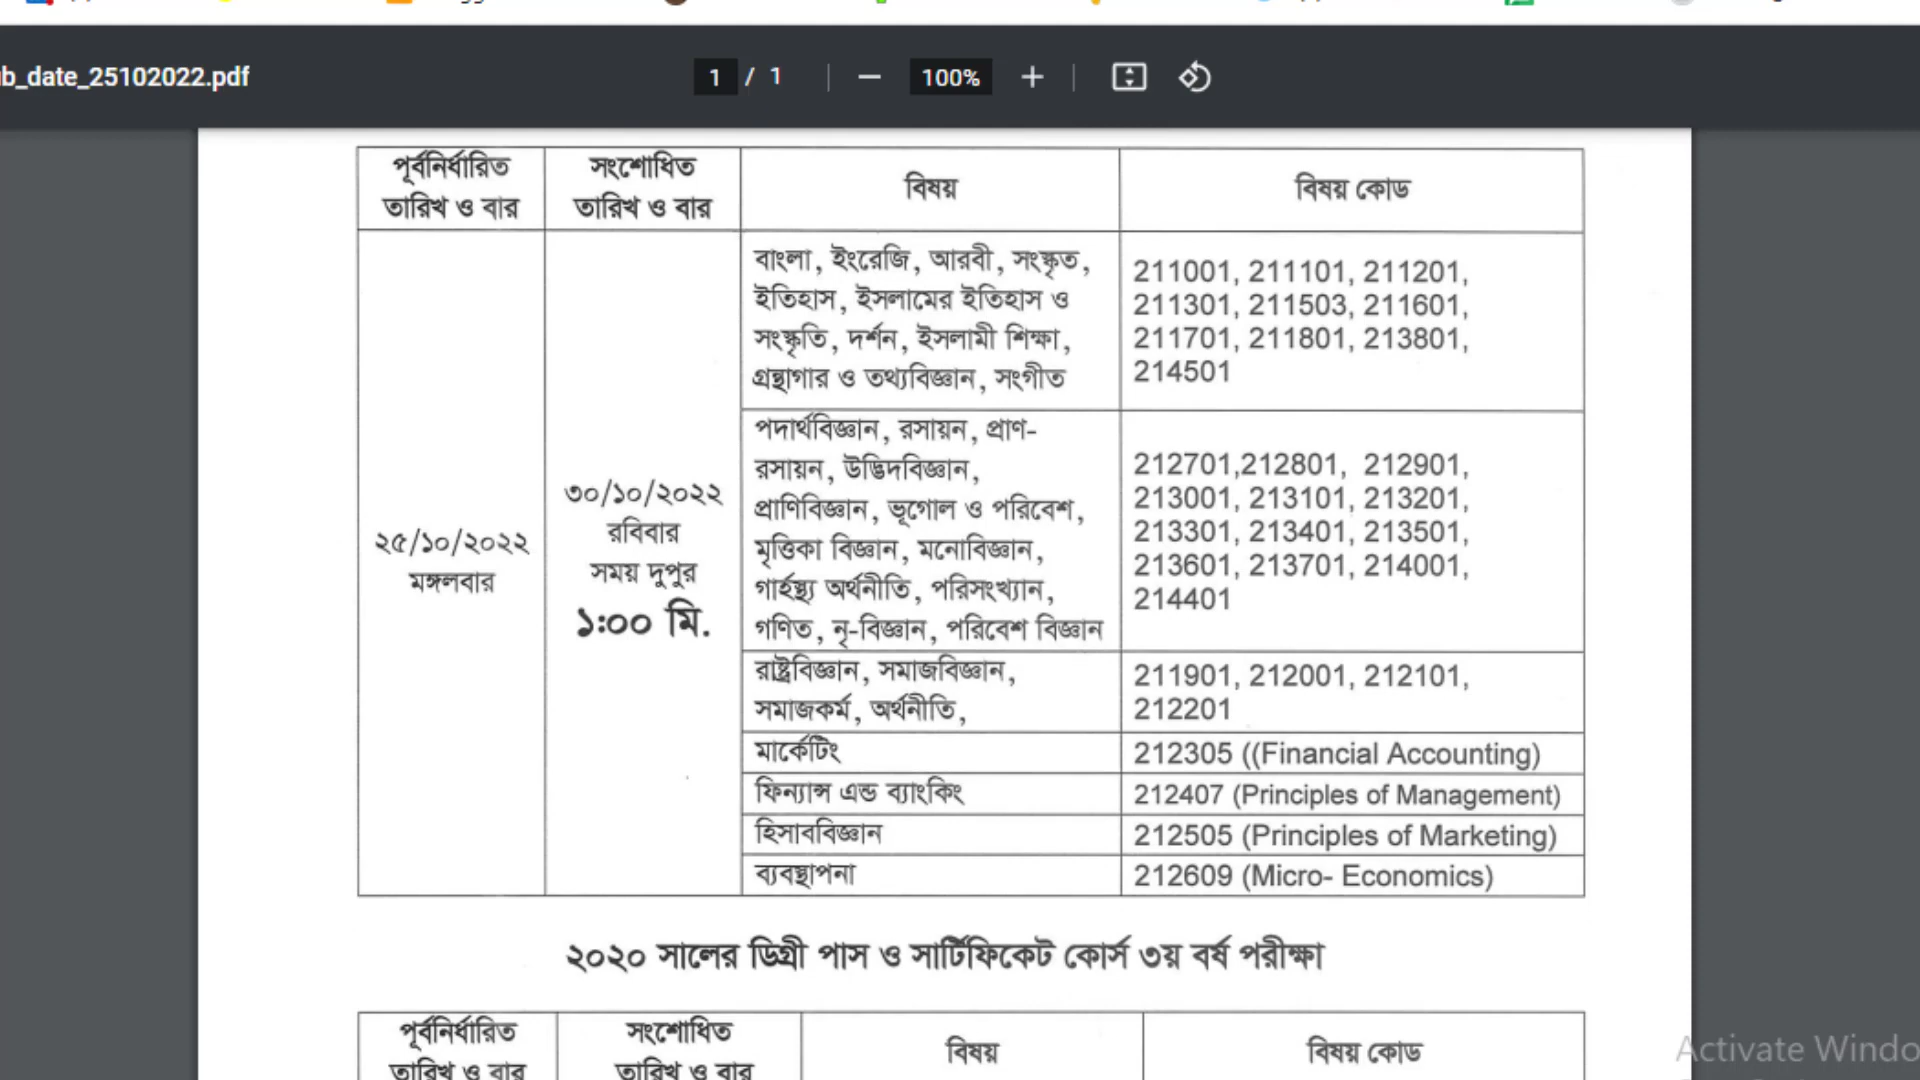 b_date_25102022.pdf
1 / 1
100%
পূর্বনির্ধারিত
তারিখ ও বার
সংশোধিত
তারিখ ও বার
বিষয়
বিষয় কোড
২৫/১০/২০২২
মঙ্গলবার
৩০/১০/২০২২
রবিবার
সময় দুপুর
১:০০ মি.
বাংলা, ইংরেজি, আরবী, সংস্কৃত,
ইতিহাস, ইসলামের ইতিহাস ও
সংস্কৃতি, দর্শন, ইসলামী শিক্ষা,
গ্রন্থাগার ও তথ্যবিজ্ঞান, সংগীত
211001, 211101, 211201,
211301, 211503, 211601,
211701, 211801, 213801,
214501
পদার্থবিজ্ঞান, রসায়ন, প্রাণ-
রসায়ন, উদ্ভিদবিজ্ঞান,
প্রাণিবিজ্ঞান, ভূগোল ও পরিবেশ,
মৃত্তিকা বিজ্ঞান, মনোবিজ্ঞান,
গার্হস্থ্য অর্থনীতি, পরিসংখ্যান,
গণিত, নৃ-বিজ্ঞান, পরিবেশ বিজ্ঞান
212701,212801, 212901,
213001, 213101, 213201,
213301, 213401, 213501,
213601, 213701, 214001,
214401
রাষ্ট্রবিজ্ঞান, সমাজবিজ্ঞান,
সমাজকর্ম, অর্থনীতি,
211901, 212001, 212101,
212201
মার্কেটিং
212305 ((Financial Accounting)
ফিন্যান্স এন্ড ব্যাংকিং
212407 (Principles of Management)
হিসাববিজ্ঞান
212505 (Principles of Marketing)
ব্যবস্থাপনা
212609 (Micro- Economics)
২০২০ সালের ডিগ্রী পাস ও সার্টিফিকেট কোর্স ৩য় বর্ষ পরীক্ষা
পূর্বনির্ধারিত
তারিখ ও বার
সংশোধিত
তারিখ ও বার
বিষয়
বিষয় কোড
Activate Windo